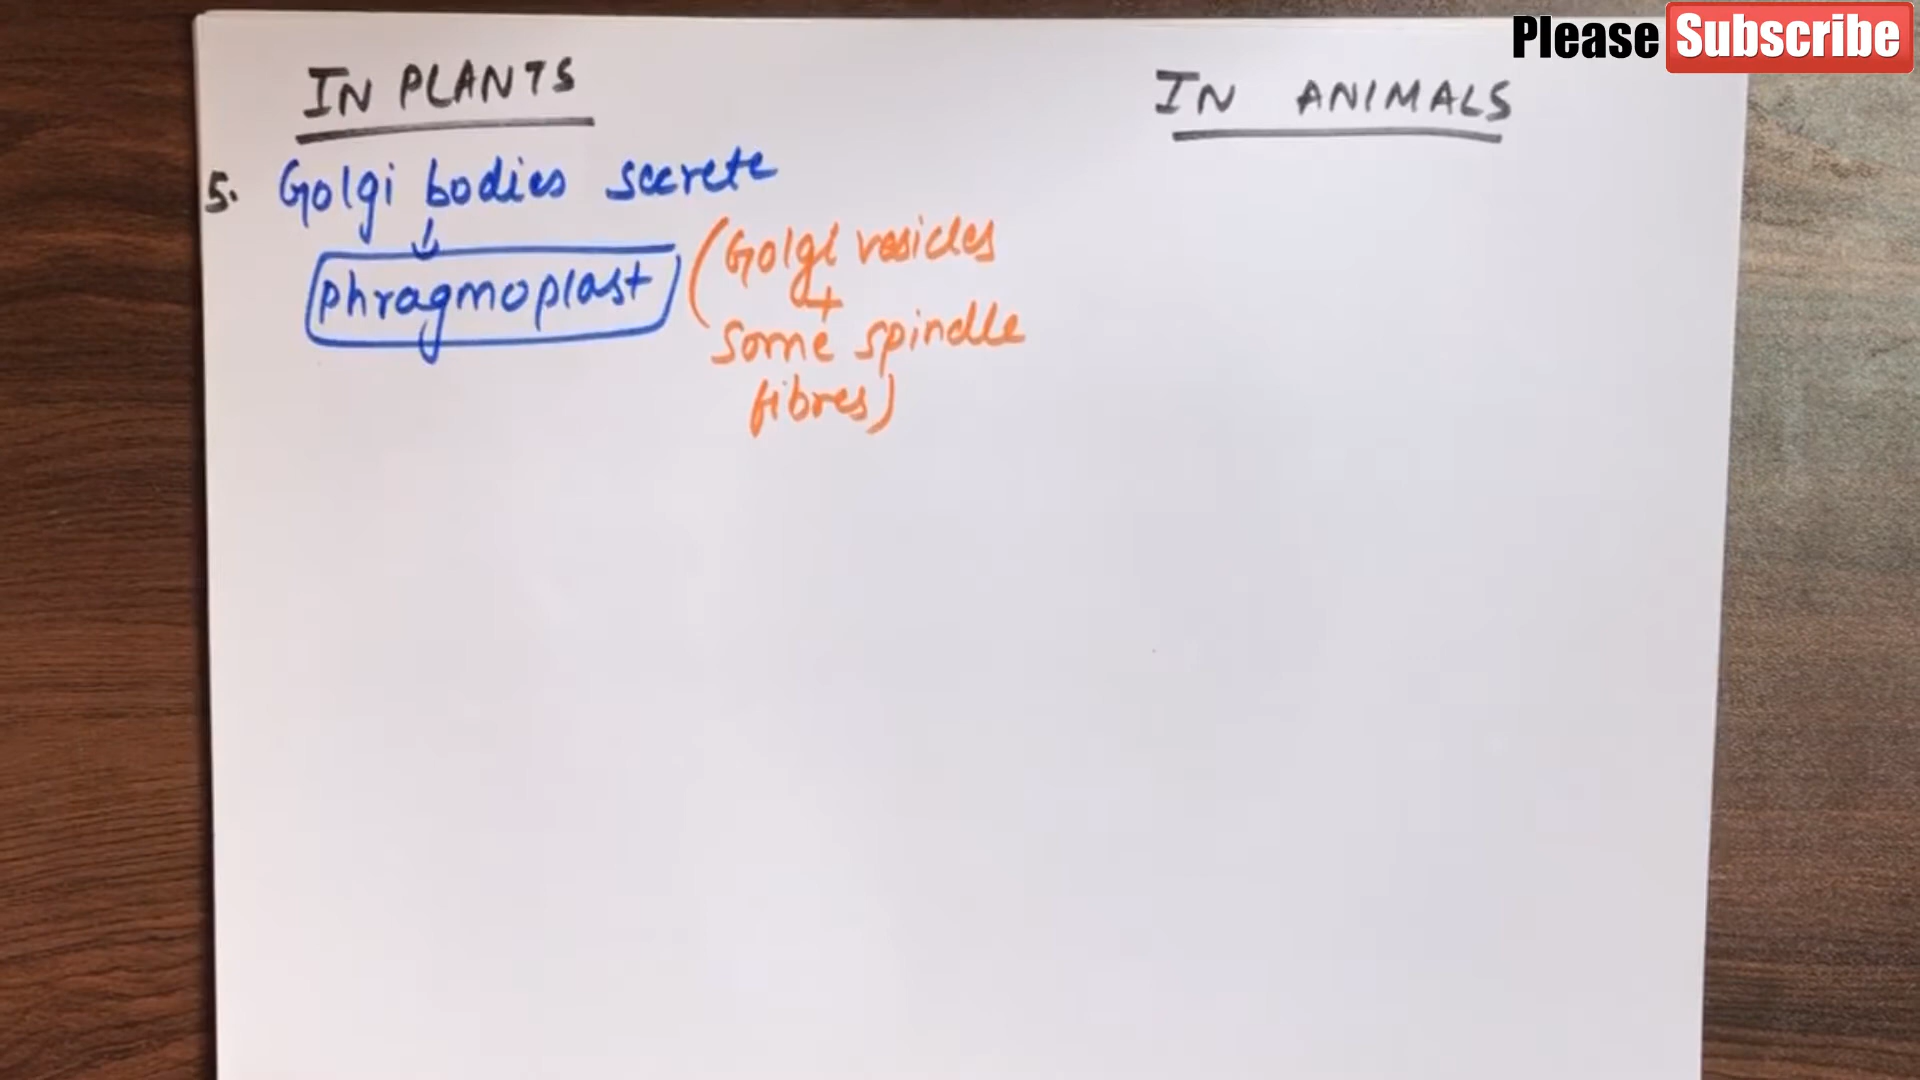 Please Subscribe
IN PLANTS
IN ANIMALS
5. Golgi bodies secrete
↓
phragmoplast
(Golgi vesicles
+
some spindle
fibres)